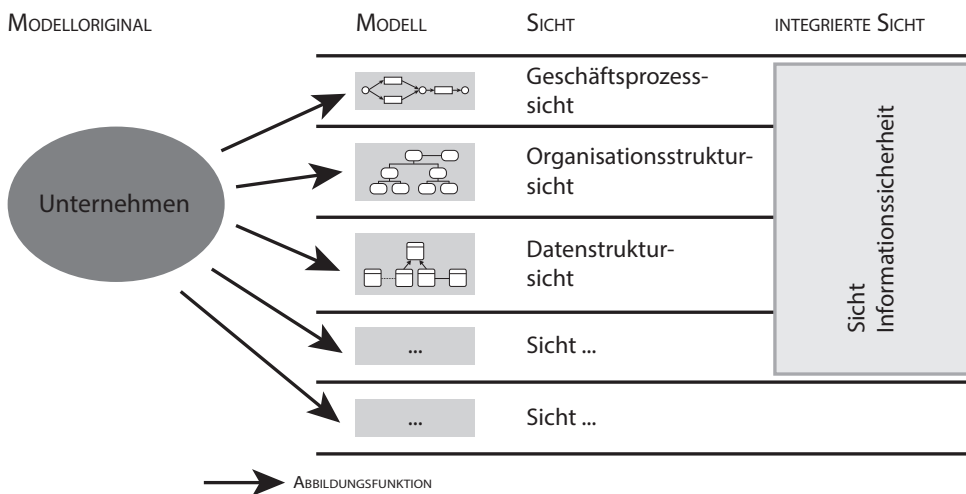 MODELLORIGINAL
MODELL
SICHT
INTEGRIERTE SICHT
Geschäftsprozess-
sicht
Organisationsstruktur-
sicht
Unternehmen
Datenstruktur-
sicht
Sicht
Informationssicherheit
...
Sicht ...
...
Sicht ...
ABBILDUNGSFUNKTION